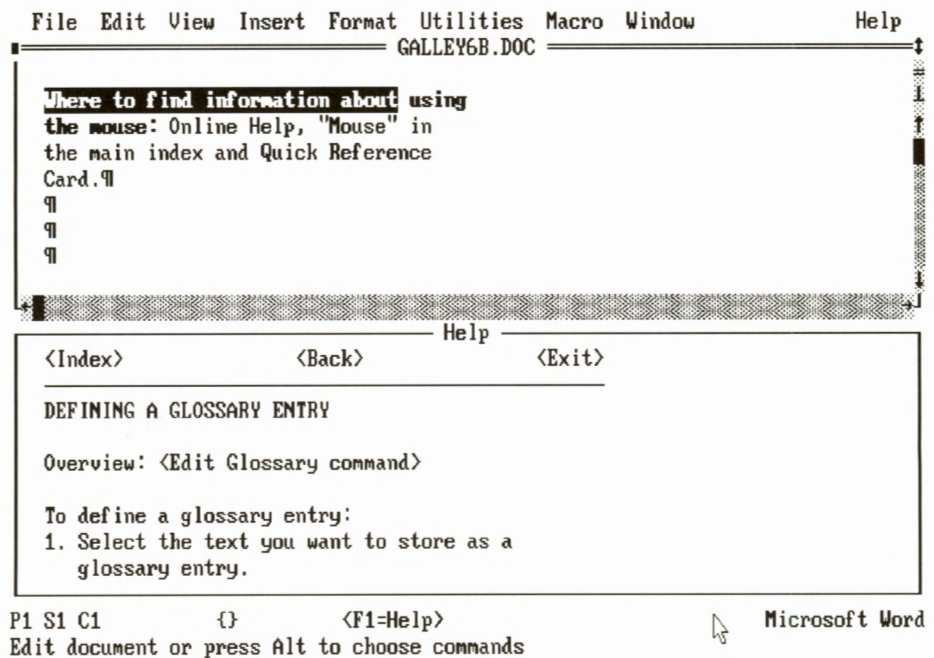 File Edit View Insert Format Utilities Macro Window Help
GALLEY6B.DOC
Where to find information about using
the mouse: Online Help, "Mouse" in
the main index and Quick Reference
Card.¶
¶
¶
¶
Help
<Index> <Back> <Exit>
DEFINING A GLOSSARY ENTRY
Overview: <Edit Glossary command>
To define a glossary entry:
1. Select the text you want to store as a
glossary entry.
P1 S1 C1 {} <F1=Help> Microsoft Word
Edit document or press Alt to choose commands